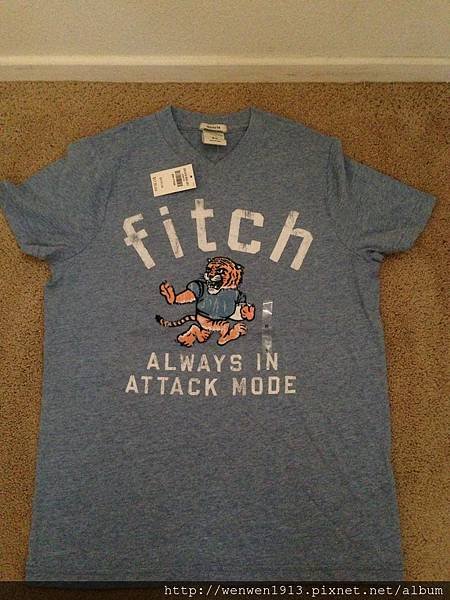 fitch
ALWAYS IN
ATTACK MODE
http://wenwen1913.pixnet.net/album